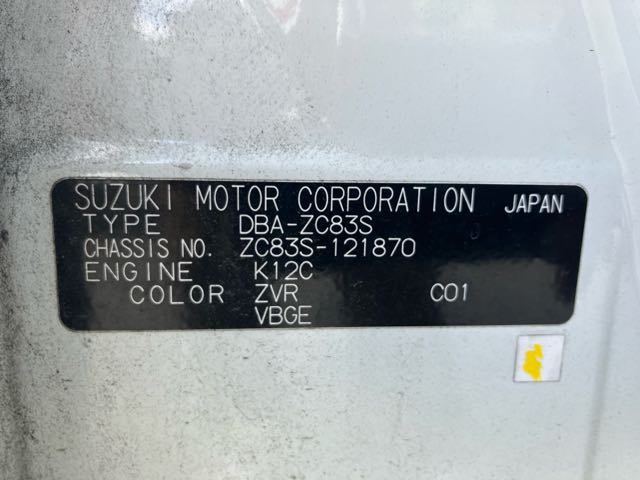 SUZUKI MOTOR CORPORATION JAPAN
TYPE DBA-ZC83S
CHASSIS NO. ZC83S-121870
ENGINE K12C
COLOR ZVR C01
VBGE